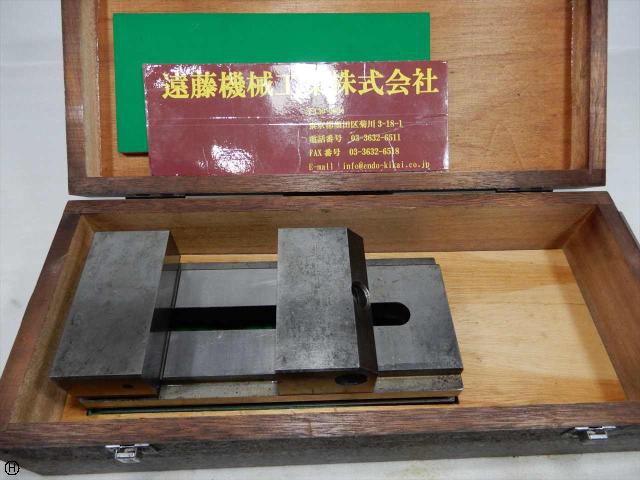 遠藤機械工業株式会社
東京都墨田区菊川3-18-1
電話番号 03-3632-6511
FAX番号 03-3632-6518
E-mail info@endo-kikai.co.jp
H